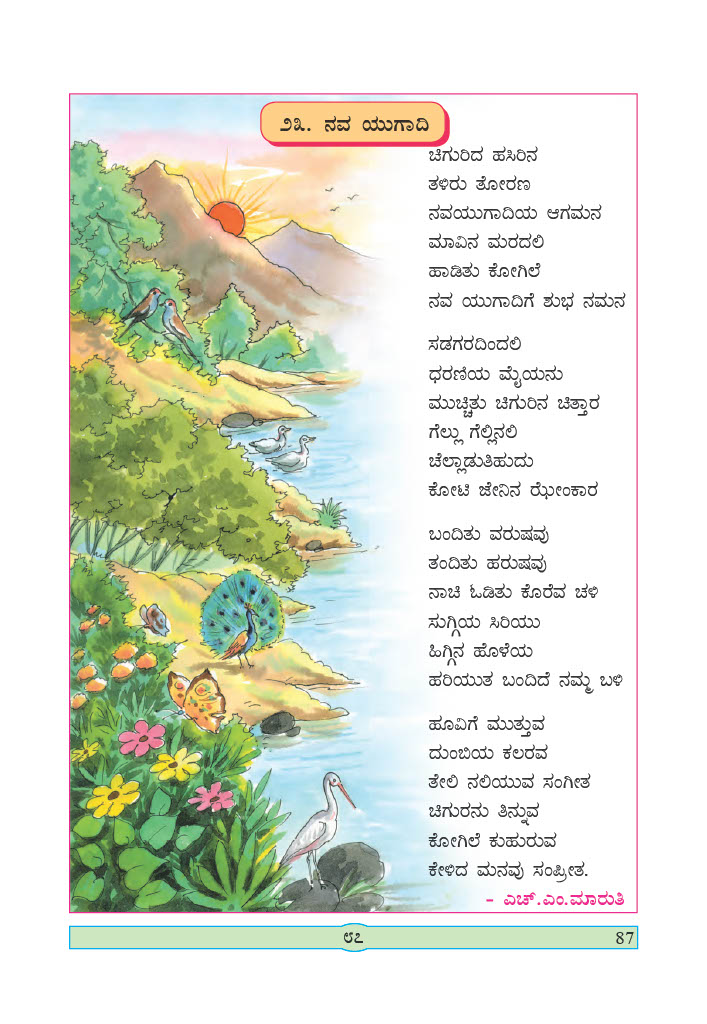 ೨೩. ನವ ಯುಗಾದಿ
ಚಿಗುರಿದ ಹಸಿರಿನ
ತಳಿರು ತೋರಣ
ನವಯುಗಾದಿಯ ಆಗಮನ
ಮಾವಿನ ಮರದಲಿ
ಹಾಡಿತು ಕೋಗಿಲೆ
ನವ ಯುಗಾದಿಗೆ ಶುಭ ನಮನ
ಸಡಗರದಿಂದಲಿ
ಧರಣಿಯ ಮೈಯನು
ಮುಚ್ಚಿತು ಚಿಗುರಿನ ಚಿತ್ತಾರ
ಗೆಲ್ಲು ಗೆಲ್ಲಿನಲಿ
ಚೆಲ್ಲಾಡುತಿಹುದು
ಕೋಟಿ ಜೇನಿನ ಝೇಂಕಾರ
ಬಂದಿತು ವರುಷವು
ತಂದಿತು ಹರುಷವು
ನಾಚಿ ಓಡಿತು ಕೊರೆವ ಚಳಿ
ಸುಗ್ಗಿಯ ಸಿರಿಯು
ಹಿಗ್ಗಿನ ಹೊಳೆಯ
ಹರಿಯುತ ಬಂದಿದೆ ನಮ್ಮ ಬಳಿ
ಹೂವಿಗೆ ಮುತ್ತುವ
ದುಂಬಿಯ ಕಲರವ
ತೇಲಿ ನಲಿಯುವ ಸಂಗೀತ
ಚಿಗುರನು ತಿನ್ನುವ
ಕೋಗಿಲೆ ಕುಹುರುವ
ಕೇಳಿದ ಮನವು ಸಂಪ್ರೀತ.
- ಎಚ್.ಎಂ.ಮಾರುತಿ
೮೭ 87